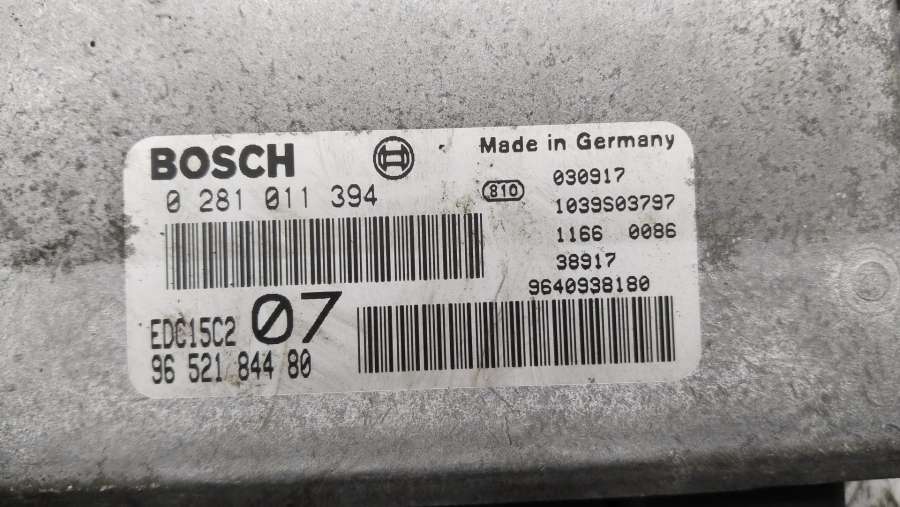 BOSCH
Made in Germany
0 281 011 394
810
030917
1039S03797
1166 0086
38917
9640938180
EDC15C2 07
96 521 844 80